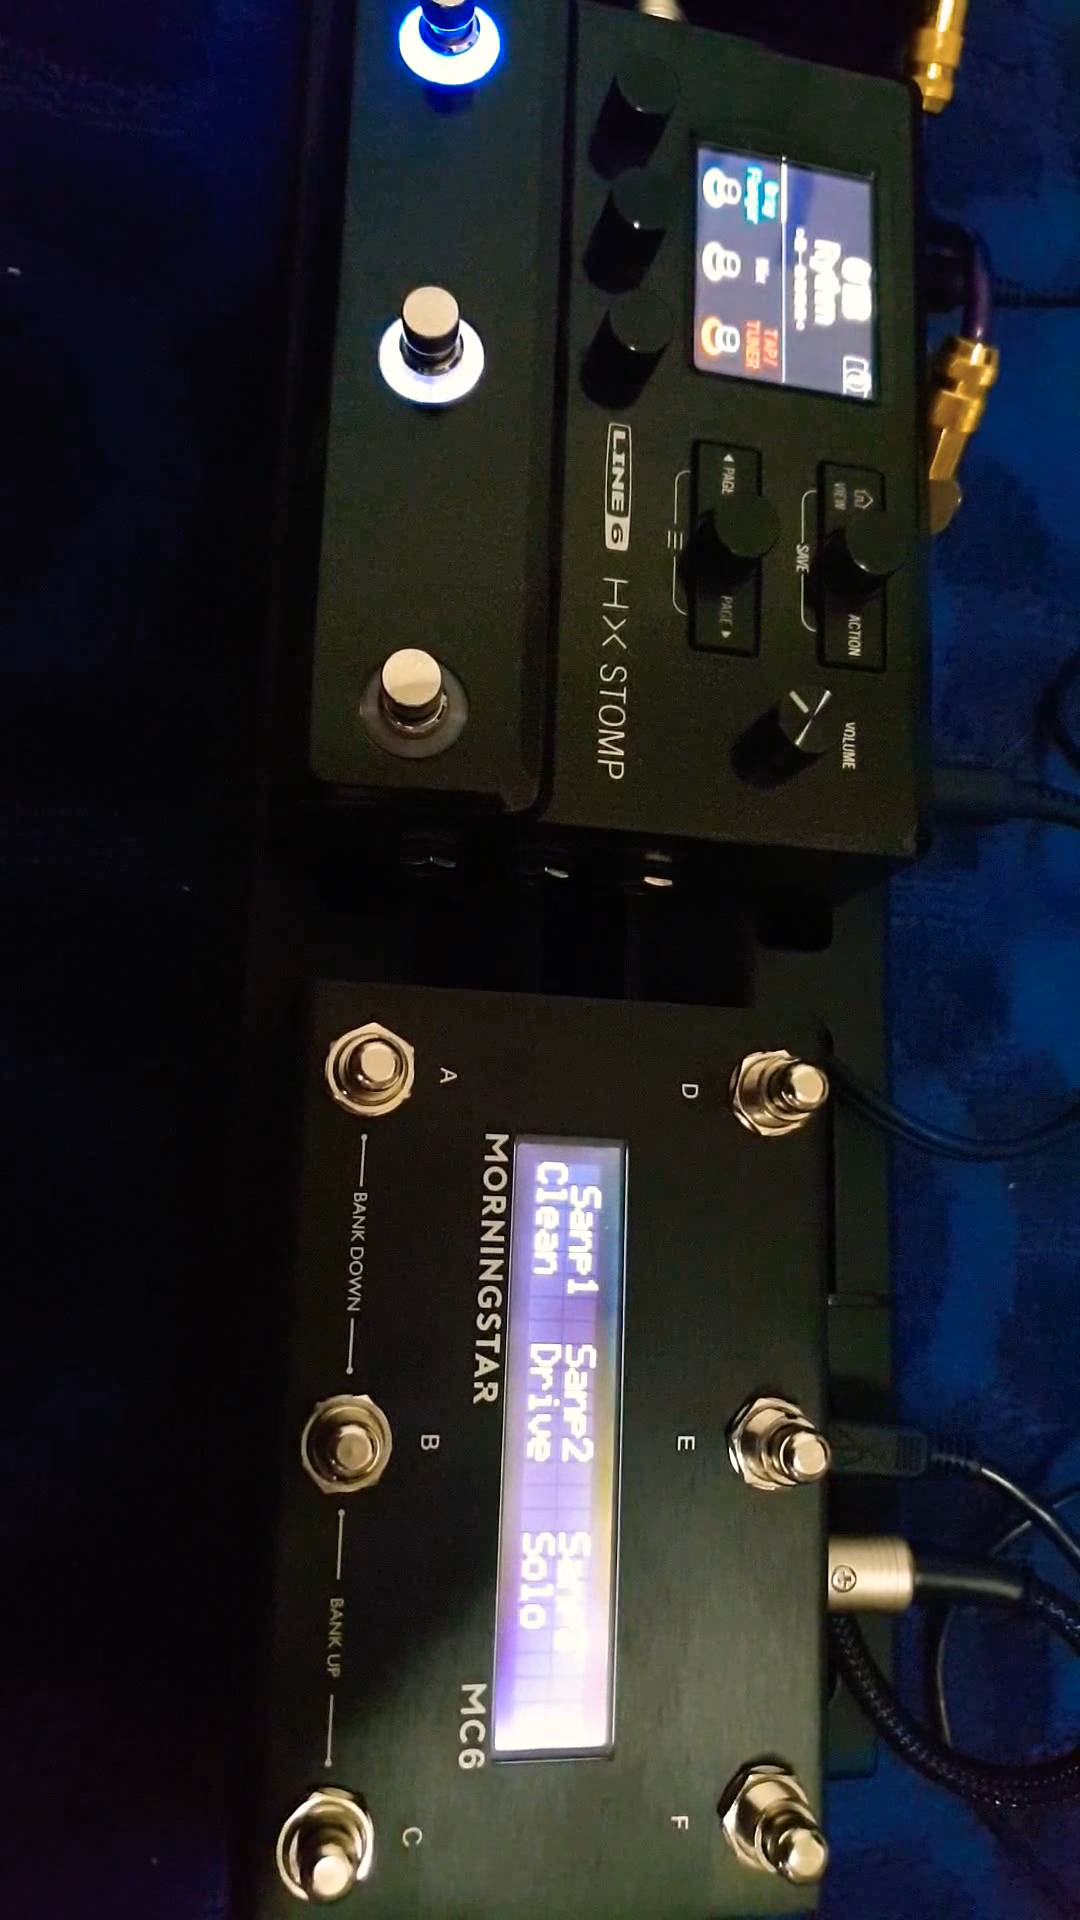 TAP/
TUNER
VIEW
SAVE
ACTION
PAGE
PAGE
VOLUME
LINE 6 HX STOMP
D E F
Samp1 Samp2
Clean Drive Solo
MORNINGSTAR MC6
A B C
BANK DOWN BANK UP